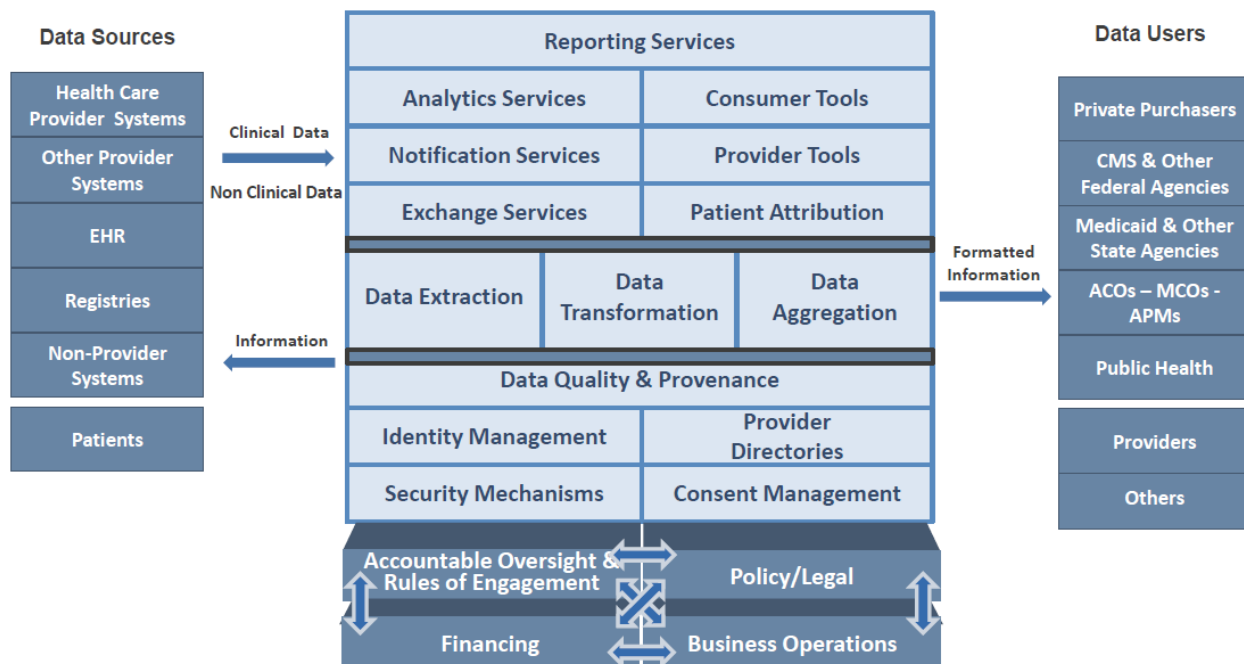 Data Sources
Health Care
Provider Systems
Other Provider
Systems
EHR
Registries
Non-Provider
Systems
Patients
Clinical Data
Non Clinical Data
Information
Reporting Services
Analytics Services
Consumer Tools
Notification Services
Provider Tools
Exchange Services
Patient Attribution
Data Extraction
Data
Transformation
Data
Aggregation
Data Quality & Provenance
Identity Management
Provider
Directories
Security Mechanisms
Consent Management
Accountable Oversight &
Rules of Engagement
Policy/Legal
Financing
Business Operations
Formatted
Information
Data Users
Private Purchasers
CMS & Other
Federal Agencies
Medicaid & Other
State Agencies
ACOs – MCOs -
APMs
Public Health
Providers
Others